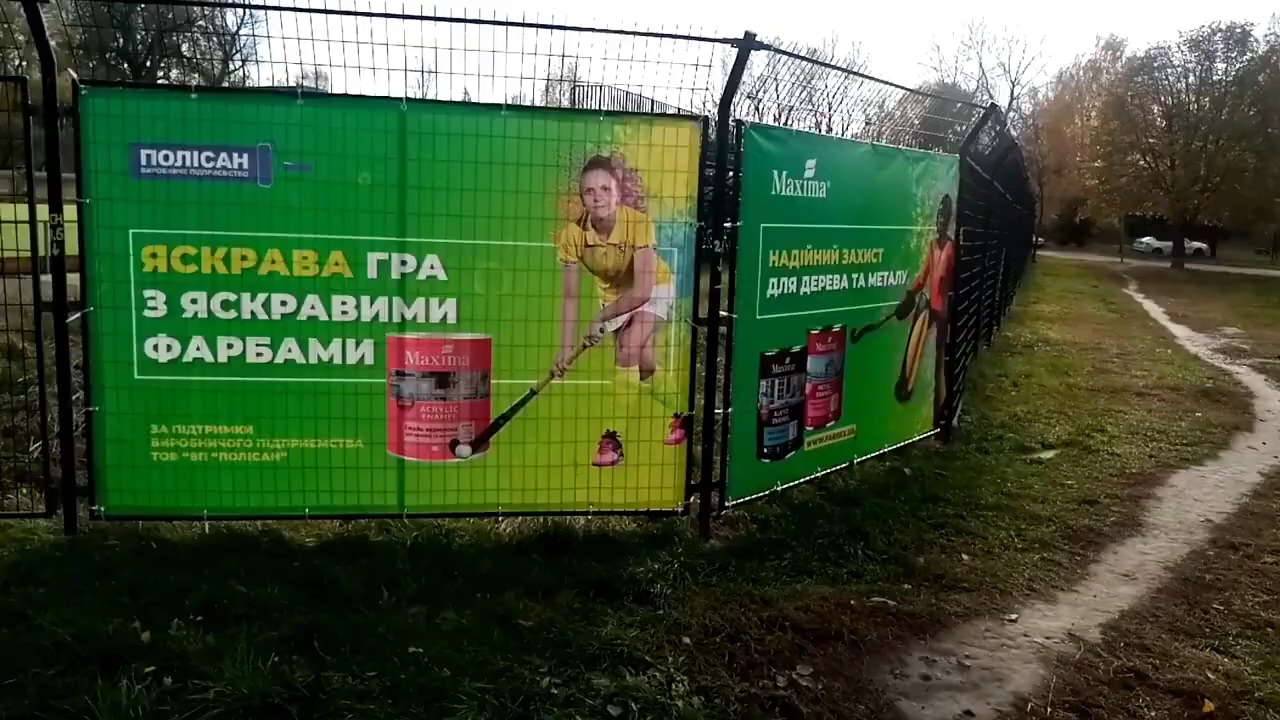 ПОЛІСАН
ВИРОБНИЧЕ ПІДПРИЄМСТВО
ЯСКРАВА ГРА
З ЯСКРАВИМИ
ФАРБАМИ
Maxima
ACRYLIC
ENAMEL
ЗА ПІДТРИМКИ
ВИРОБНИЧОГО ПІДПРИЄМСТВА
ТОВ "ВП "ПОЛІСАН"
Maxima®
НАДІЙНИЙ ЗАХИСТ
ДЛЯ ДЕРЕВА ТА МЕТАЛУ
Maxima
Maxima